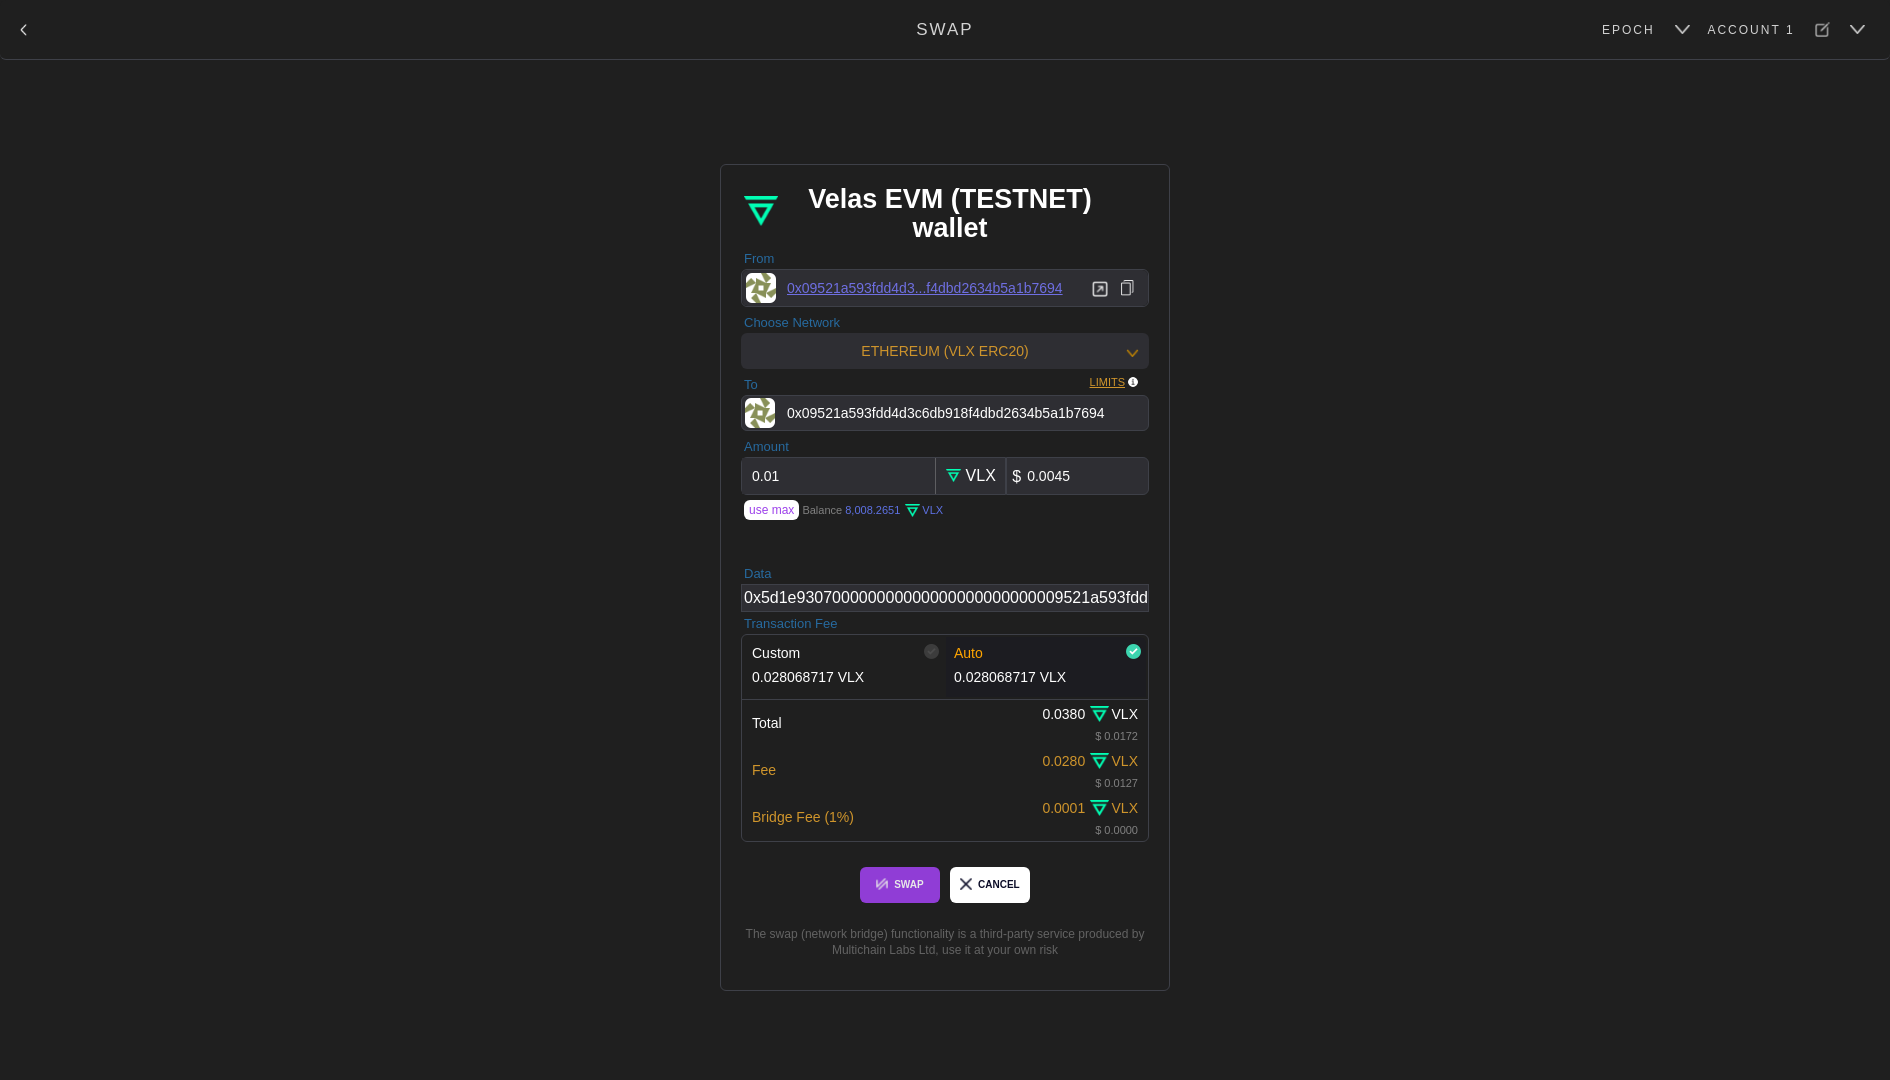 SWAP
EPOCH
ACCOUNT 1
Velas EVM (TESTNET)
wallet
From
0x09521a593fdd4d3...f4dbd2634b5a1b7694
Choose Network
ETHEREUM (VLX ERC20)
To
LIMITS
0x09521a593fdd4d3c6db918f4dbd2634b5a1b7694
Amount
0.01 VLX $ 0.0045
use max Balance 8,008.2651 VLX
Data
0x5d1e930700000000000000000000000009521a593fdd
Transaction Fee
Custom Auto
0.028068717 VLX 0.028068717 VLX
Total 0.0380 VLX
$ 0.0172
Fee 0.0280 VLX
$ 0.0127
Bridge Fee (1%) 0.0001 VLX
$ 0.0000
SWAP CANCEL
The swap (network bridge) functionality is a third-party service produced by
Multichain Labs Ltd, use it at your own risk